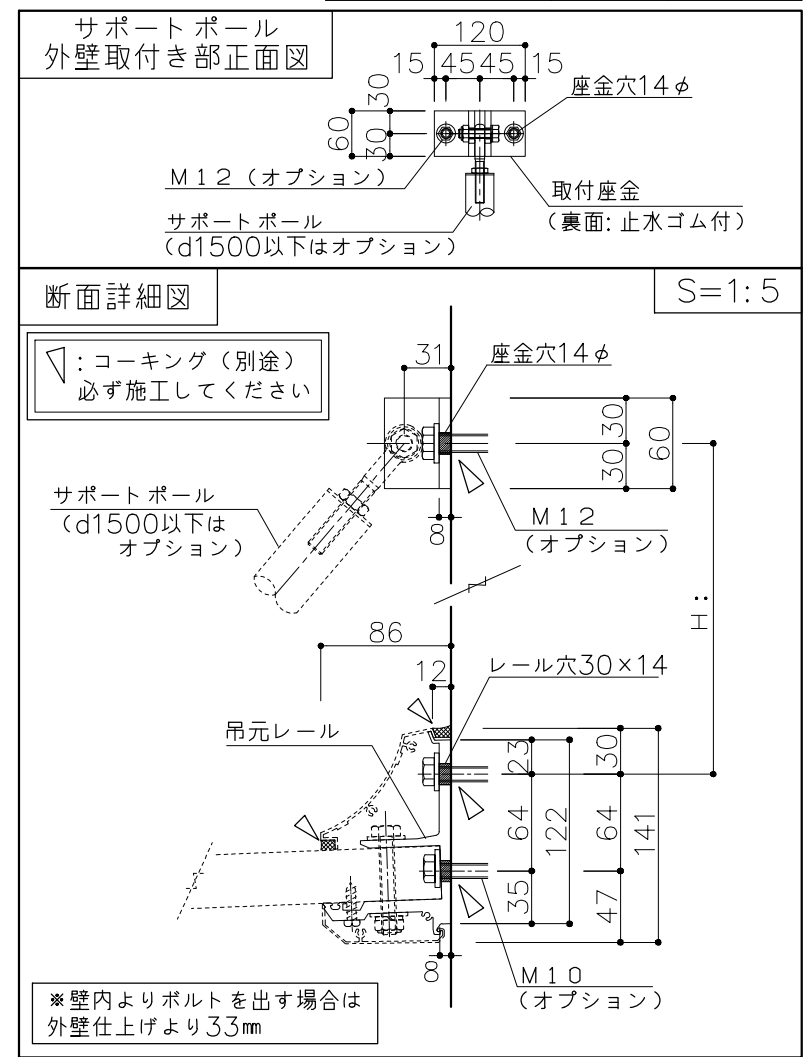 サポートポール
外壁取付き部正面図
120
15 45 45 15
座金穴14φ
30
60
30
M12(オプション)
取付座金
(裏面:止水ゴム付)
サポートポール
(d1500以下はオプション)
断面詳細図
S=1:5
:コーキング(別途)
必ず施工してください
31
座金穴14φ
30
30
60
サポートポール
(d1500以下は
オプション)
8
M12
(オプション)
H:
86
12
レール穴30×14
吊元レール
23
30
64
122
64
141
35
47
8
M10
(オプション)
※壁内よりボルトを出す場合は
外壁仕上げより33㎜